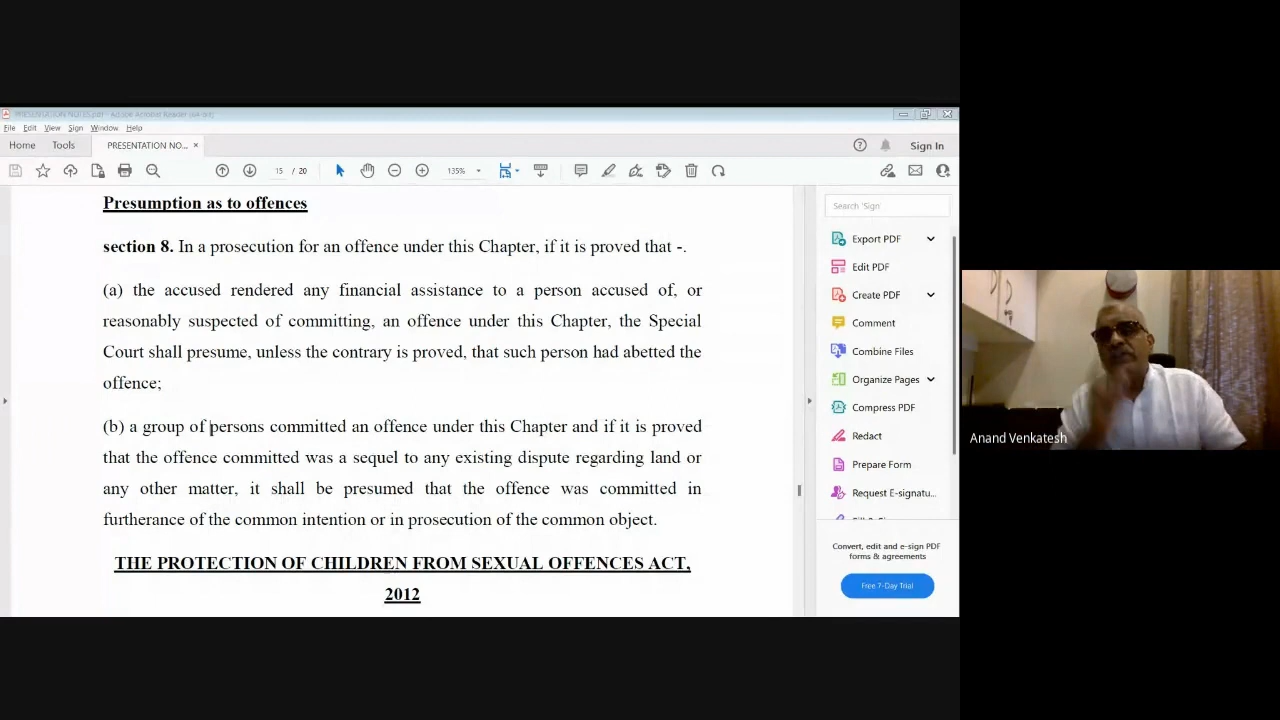 File Edit View Sign Window Help
Home Tools PRESENTATION NO... × Sign In
15 / 20 135%
Presumption as to offences
section 8. In a prosecution for an offence under this Chapter, if it is proved that -.
(a) the accused rendered any financial assistance to a person accused of, or
reasonably suspected of committing, an offence under this Chapter, the Special
Court shall presume, unless the contrary is proved, that such person had abetted the
offence;
(b) a group of persons committed an offence under this Chapter and if it is proved
that the offence committed was a sequel to any existing dispute regarding land or
any other matter, it shall be presumed that the offence was committed in
furtherance of the common intention or in prosecution of the common object.
THE PROTECTION OF CHILDREN FROM SEXUAL OFFENCES ACT,
2012
Search 'Sign'
Export PDF
Edit PDF
Create PDF
Comment
Combine Files
Organize Pages
Compress PDF
Redact
Prepare Form
Request E-signatu...
Convert, edit and e-sign PDF
forms & agreements
Free 7-Day Trial
Anand Venkatesh